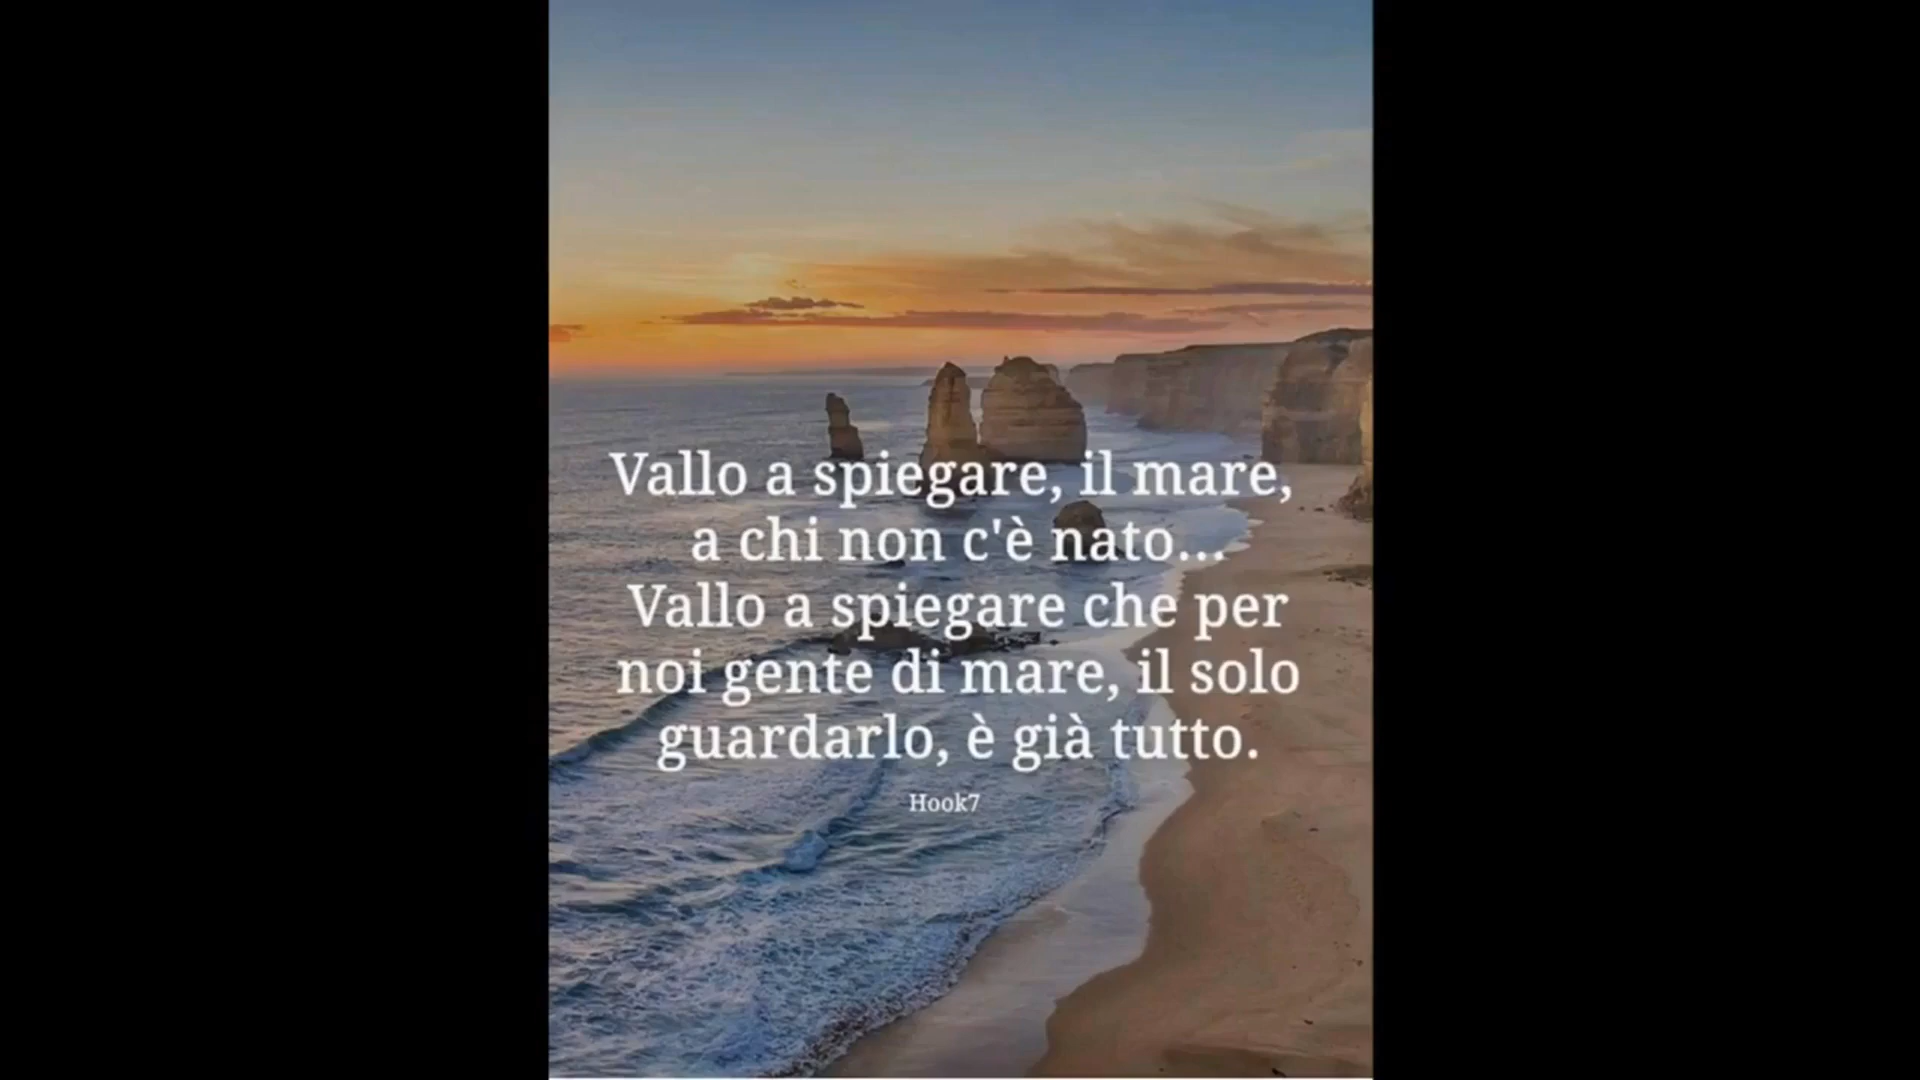 Vallo a spiegare, il mare,
a chi non c'è nato...
Vallo a spiegare che per
noi gente di mare, il solo
guardarlo, è già tutto.
Hook7